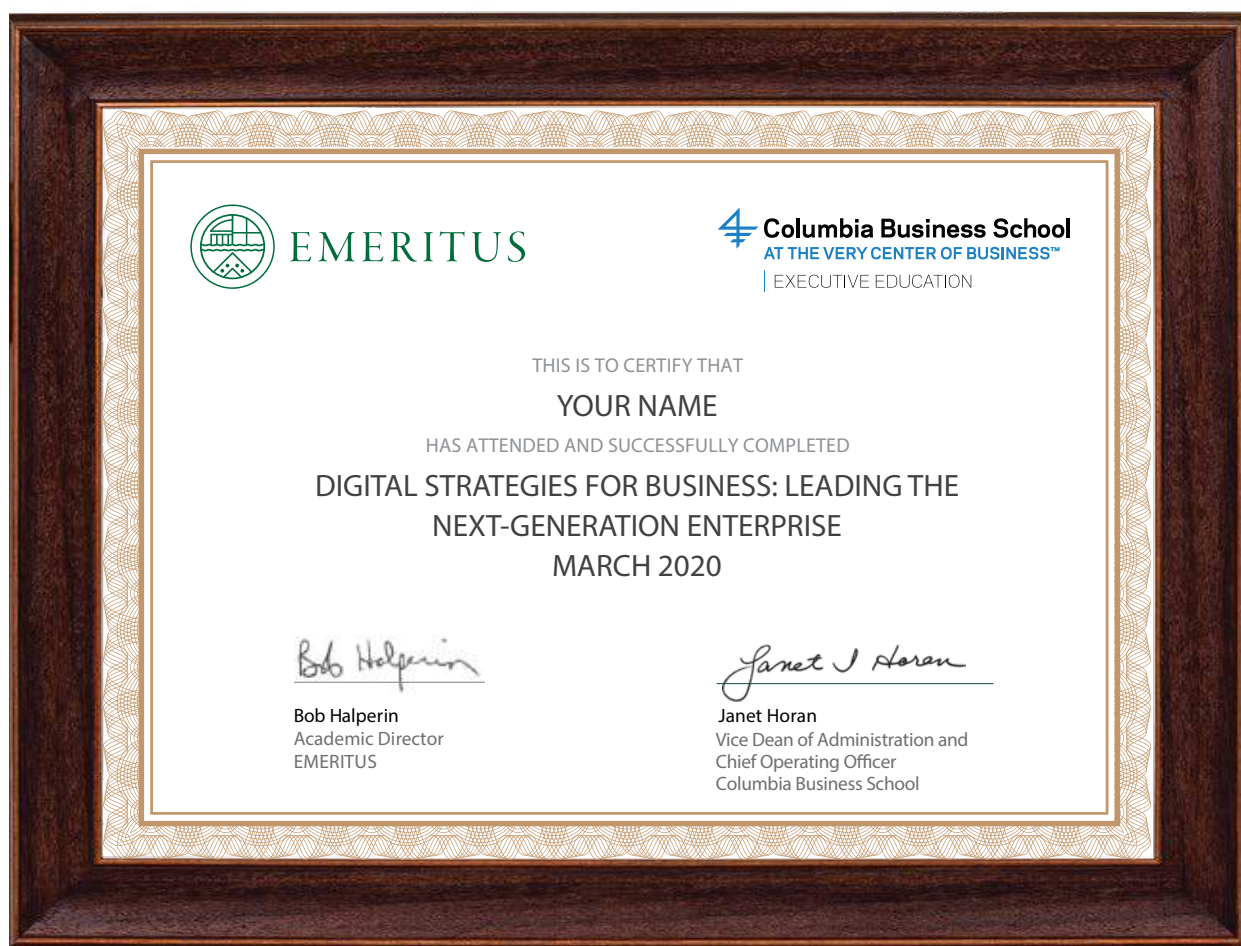 EMERITUS
Columbia Business School
AT THE VERY CENTER OF BUSINESS™
EXECUTIVE EDUCATION
THIS IS TO CERTIFY THAT
YOUR NAME
HAS ATTENDED AND SUCCESSFULLY COMPLETED
DIGITAL STRATEGIES FOR BUSINESS: LEADING THE
NEXT-GENERATION ENTERPRISE
MARCH 2020
Bob Halperin
Bob Halperin
Academic Director
EMERITUS
Janet I Horan
Janet Horan
Vice Dean of Administration and
Chief Operating Officer
Columbia Business School